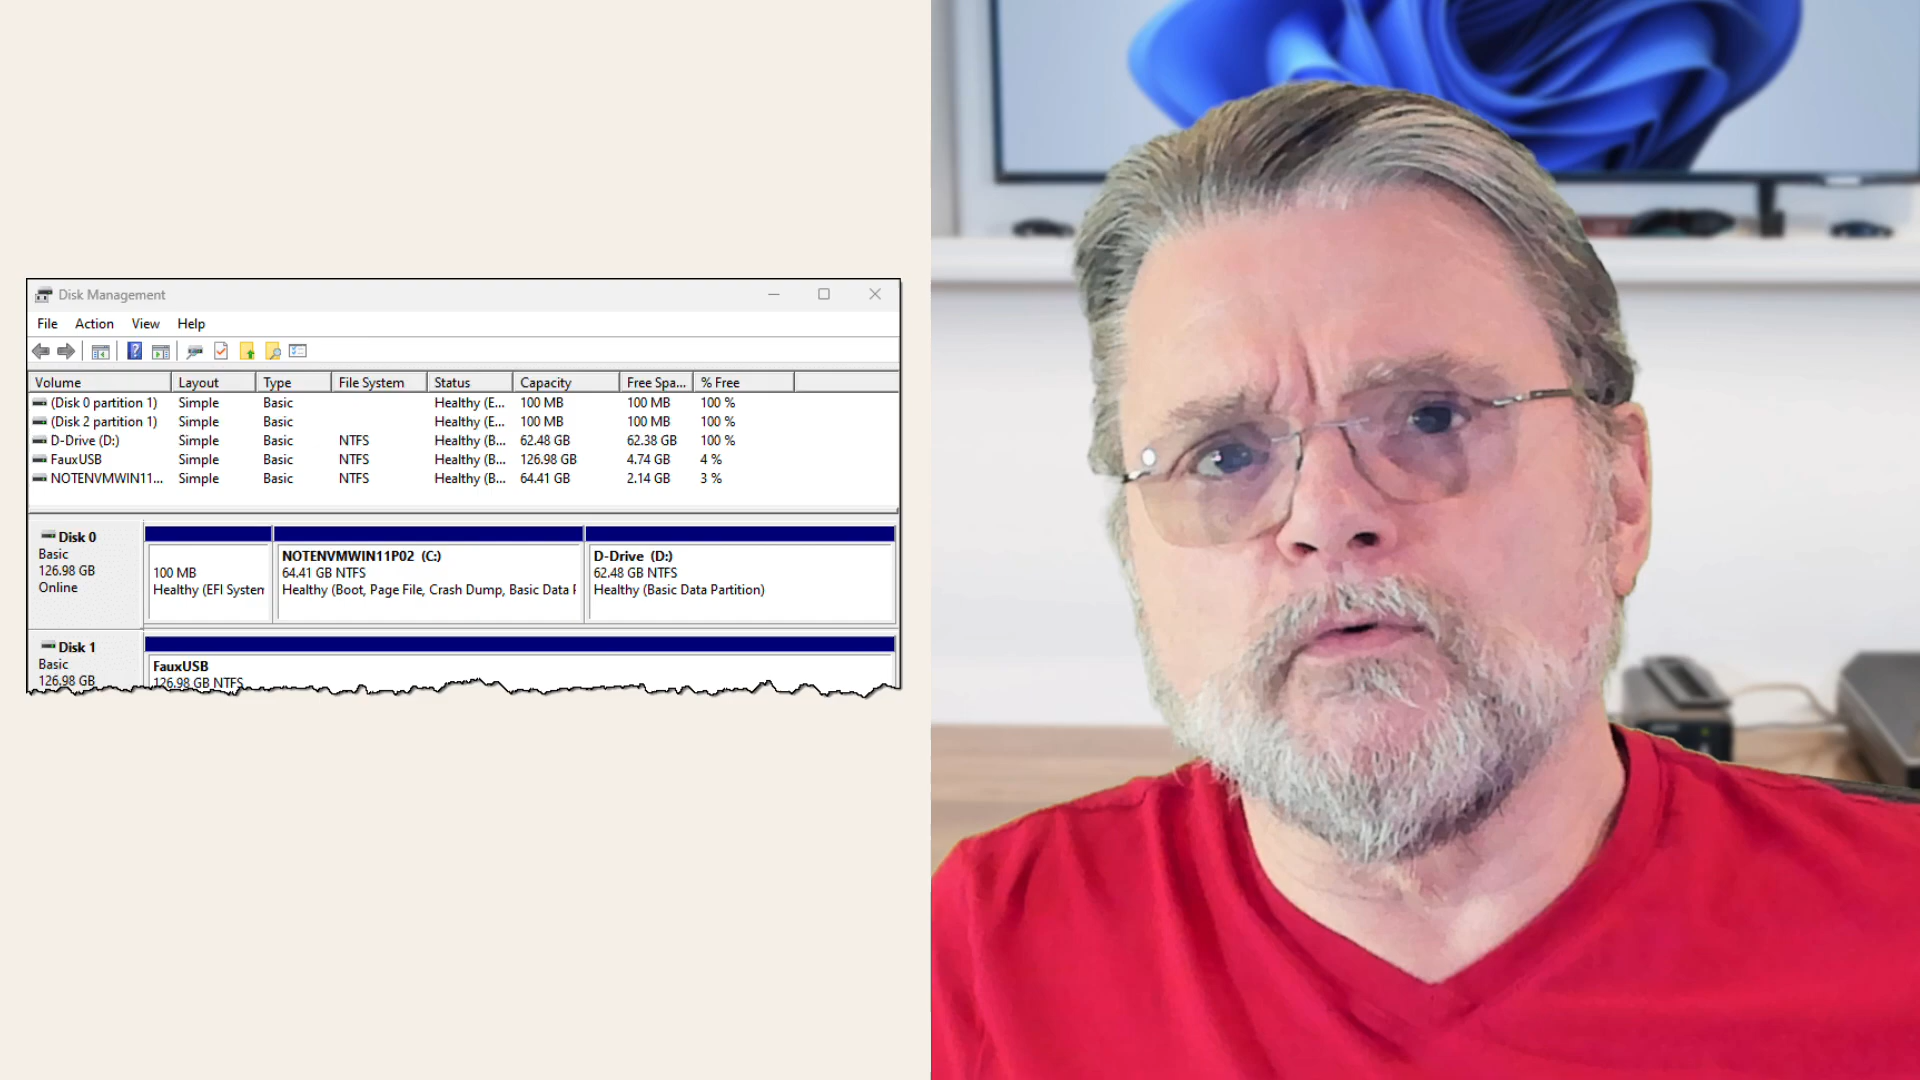 Disk Management
File Action View Help
Volume Layout Type File System Status Capacity Free Spa... % Free
(Disk 0 partition 1) Simple Basic Healthy (E... 100 MB 100 MB 100 %
(Disk 2 partition 1) Simple Basic Healthy (E... 100 MB 100 MB 100 %
D-Drive (D:) Simple Basic NTFS Healthy (B... 62.48 GB 62.38 GB 100 %
FauxUSB Simple Basic NTFS Healthy (B... 126.98 GB 4.74 GB 4 %
NOTENVMWIN11... Simple Basic NTFS Healthy (B... 64.41 GB 2.14 GB 3 %
Disk 0
Basic
126.98 GB
Online
100 MB
Healthy (EFI System
NOTENVMWIN11P02 (C:)
64.41 GB NTFS
Healthy (Boot, Page File, Crash Dump, Basic Data P
D-Drive (D:)
62.48 GB NTFS
Healthy (Basic Data Partition)
Disk 1
Basic
126.98 GB
FauxUSB
126.98 GB NTFS